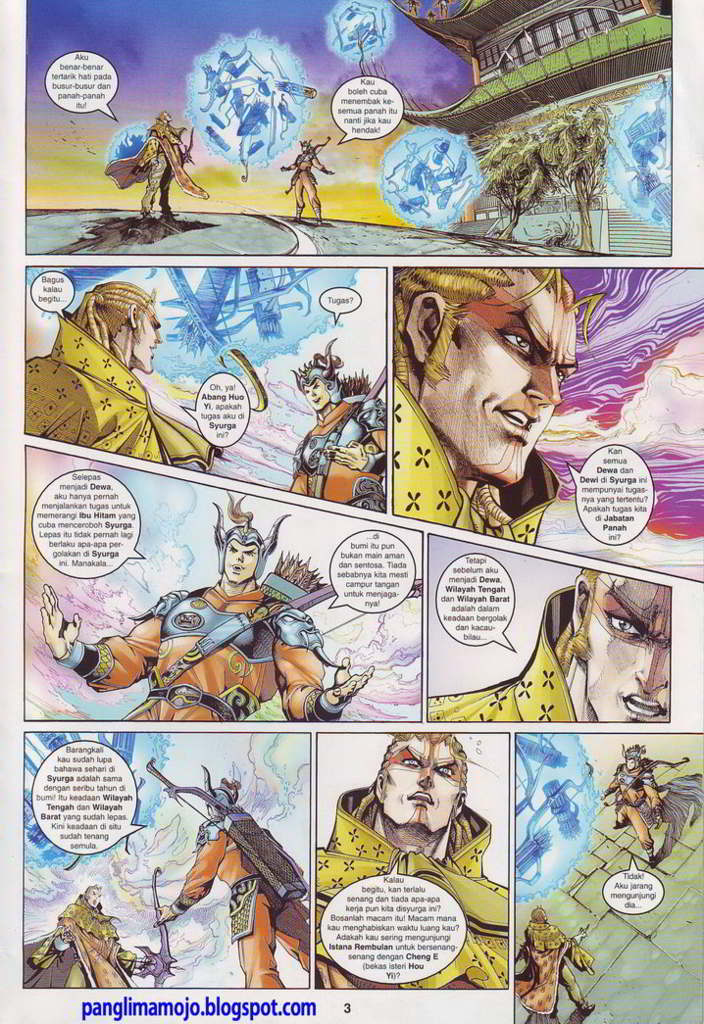 Aku
benar-benar
tertarik hati pada
busur-busur dan
panah-panah
itu!
Kau
boleh cuba
menembak ke-
semua panah itu
nanti jika kau
hendak!
Bagus
kalau
begitu...
Tugas?
Oh, ya!
Abang Huo
Yi, apakah
tugas aku di
Syurga
ini?
Kan
semua
Dewa dan
Dewi di Syurga ini
mempunyai tugas-
nya yang tertentu?
Apakah tugas kita
di Jabatan
Panah
ini?
Selepas
menjadi Dewa,
aku hanya pernah
menjalankan tugas untuk
memerangi Ibu Hitam yang
cuba menceroboh Syurga.
Lepas itu tidak pernah lagi
berlaku apa-apa per-
golakan di Syurga
ini. Manakala...
...di
bumi itu pun
bukan main aman
dan sentosa. Tiada
sebabnya kita mesti
campur tangan
untuk menjaga-
nya!
Tetapi
sebelum aku
menjadi Dewa,
Wilayah Tengah
dan Wilayah Barat
adalah dalam
keadaan bergolak
dan kacau-
bilau...
Barangkali
kau sudah lupa
bahawa sehari di
Syurga adalah sama
dengan seribu tahun di
bumi! Itu keadaan Wilayah
Tengah dan Wilayah
Barat yang sudah lepas.
Kini keadaan di situ
sudah tenang
semula.
Kalau
begitu, kan terlalu
senang dan tiada apa-apa
kerja pun kita disyurga ini?
Bosanlah macam itu! Macam mana
kau menghabiskan waktu luang kau?
Adakah kau sering mengunjungi
Istana Rembulan untuk bersenang-
senang dengan Cheng E
(bekas isteri Hou
Yi)?
Tidak!
Aku jarang
mengunjungi
dia...
panglimamojo.blogspot.com
3